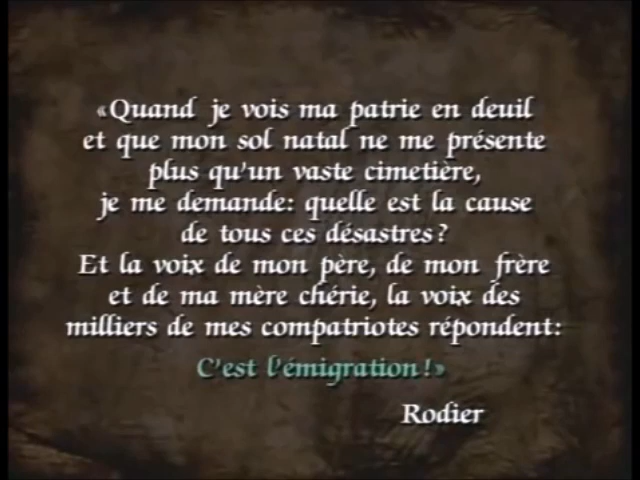 «Quand je vois ma patrie en deuil
et que mon sol natal ne me présente
plus qu'un vaste cimetière,
je me demande: quelle est la cause
de tous ces désastres?
Et la voix de mon père, de mon frère
et de ma mère chérie, la voix des
milliers de mes compatriotes répondent:
C'est l'émigration!»
Rodier